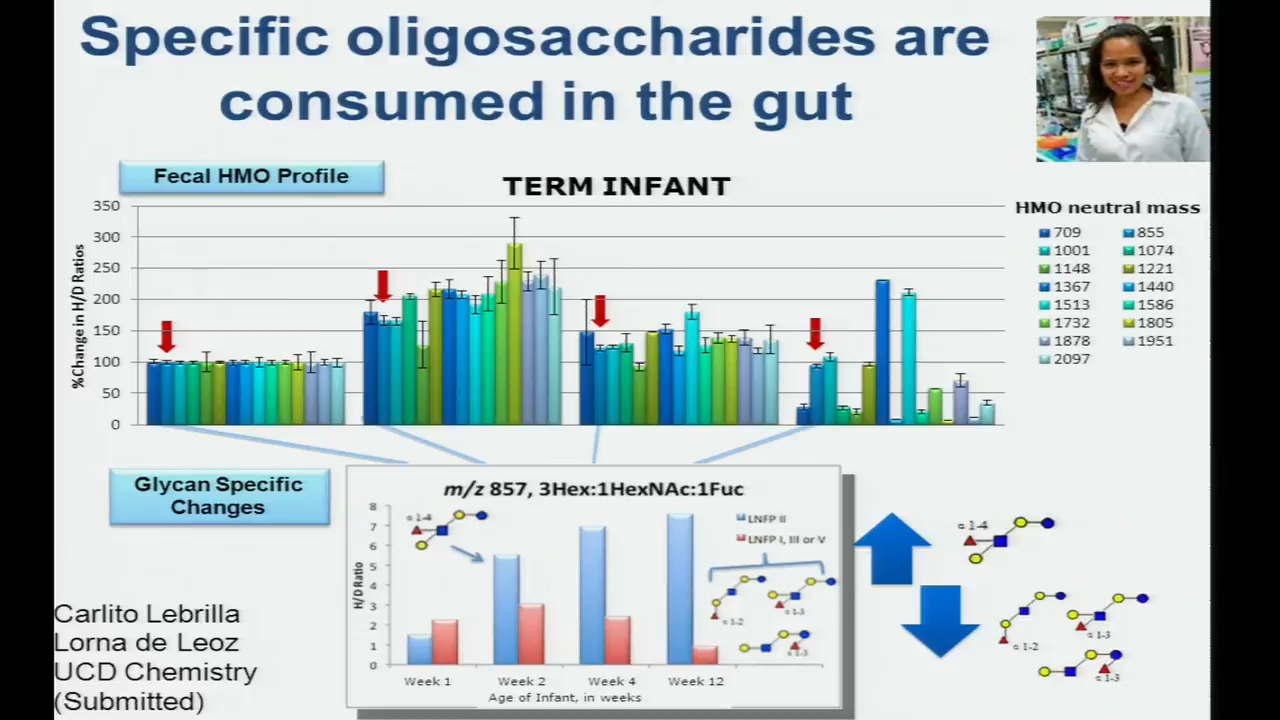 Specific oligosaccharides are
consumed in the gut
Fecal HMO Profile
TERM INFANT
HMO neutral mass
709 855
1001 1074
1148 1221
1367 1440
1513 1586
1732 1805
1878 1951
2097
%Change in H/D Ratios
350
300
250
200
150
100
50
0
Glycan Specific
Changes
m/z 857, 3Hex:1HexNAc:1Fuc
H/D Ratio
8
7
6
5
4
3
2
1
0
α 1-4
LNFP II
LNFP I, III or V
α 1-2
α 1-3
α 1-3
Week 1 Week 2 Week 4 Week 12
Age of Infant, in weeks
α 1-4
α 1-2
α 1-3
α 1-3
Carlito Lebrilla
Lorna de Leoz
UCD Chemistry
(Submitted)